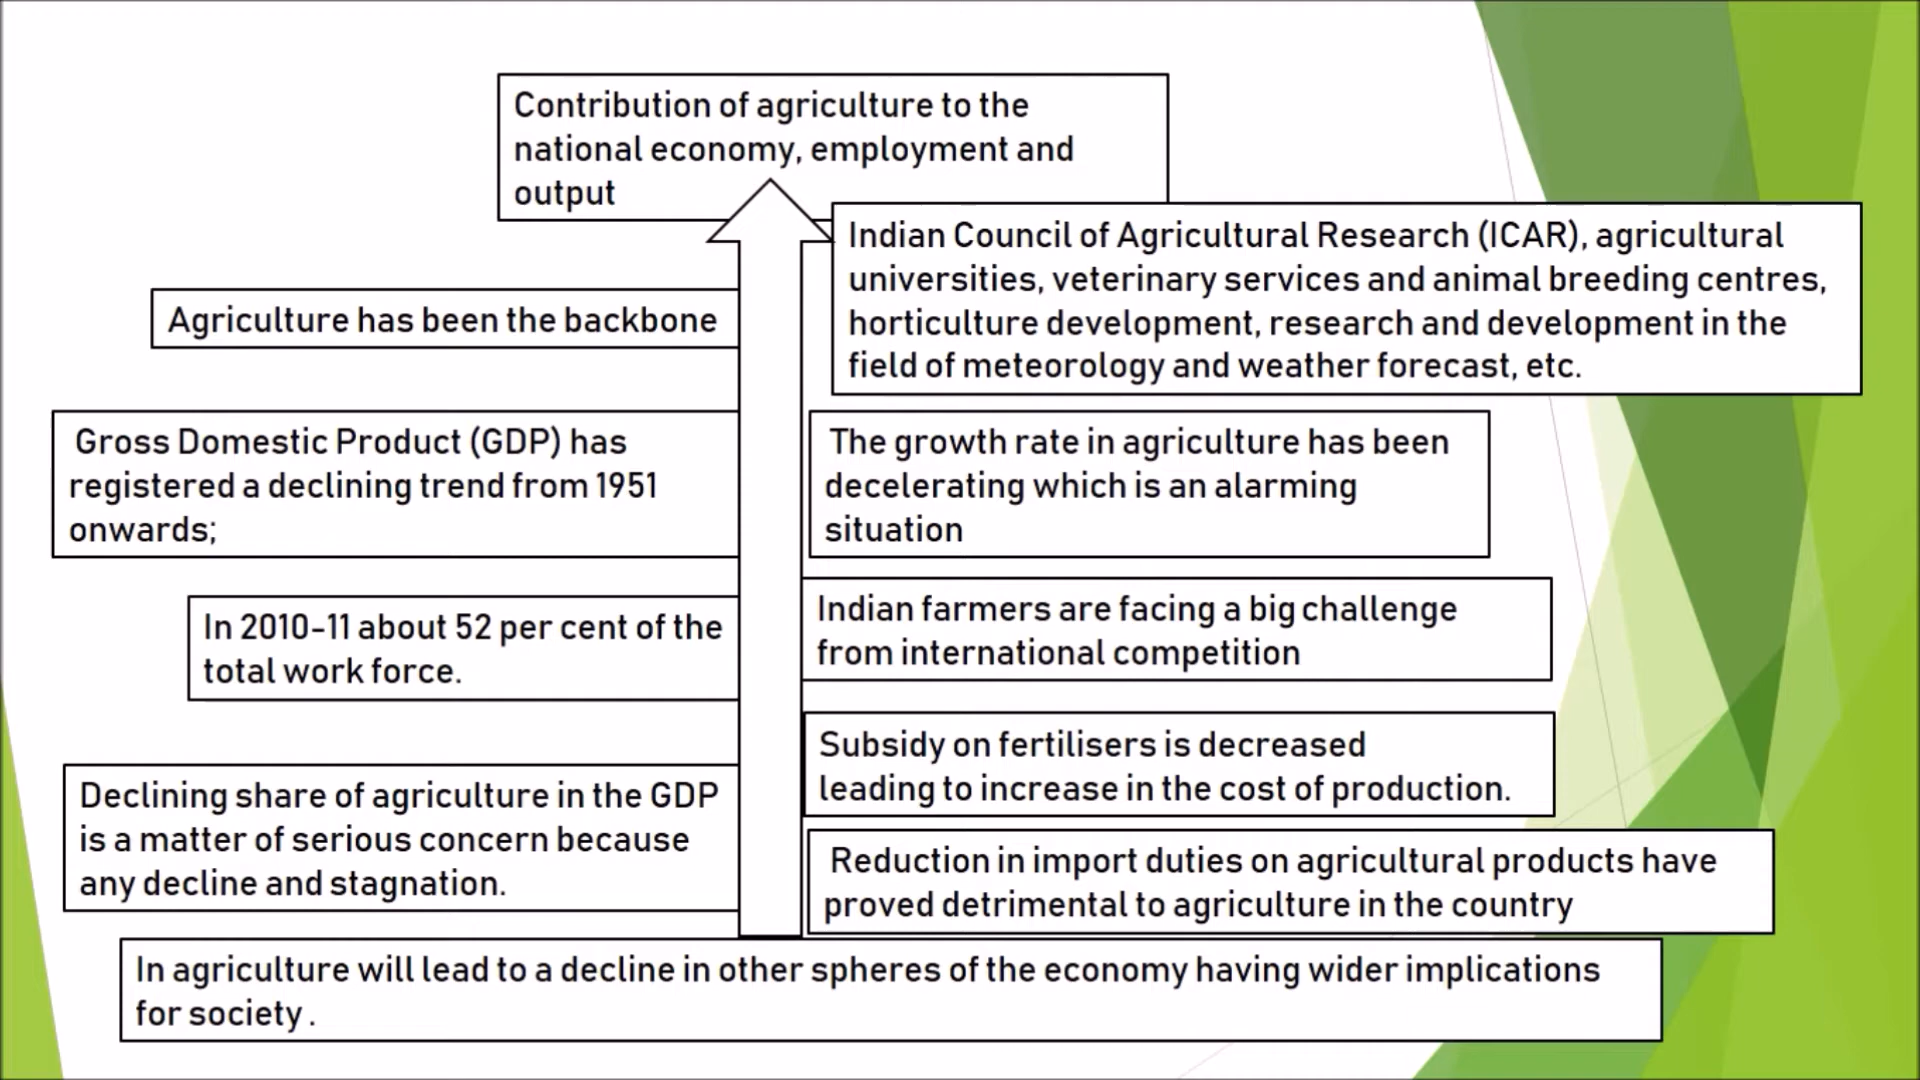 Contribution of agriculture to the
national economy, employment and
output
Agriculture has been the backbone
Gross Domestic Product (GDP) has
registered a declining trend from 1951
onwards;
In 2010-11 about 52 per cent of the
total work force.
Declining share of agriculture in the GDP
is a matter of serious concern because
any decline and stagnation.
In agriculture will lead to a decline in other spheres of the economy having wider implications
for society .
Indian Council of Agricultural Research (ICAR), agricultural
universities, veterinary services and animal breeding centres,
horticulture development, research and development in the
field of meteorology and weather forecast, etc.
The growth rate in agriculture has been
decelerating which is an alarming
situation
Indian farmers are facing a big challenge
from international competition
Subsidy on fertilisers is decreased
leading to increase in the cost of production.
Reduction in import duties on agricultural products have
proved detrimental to agriculture in the country